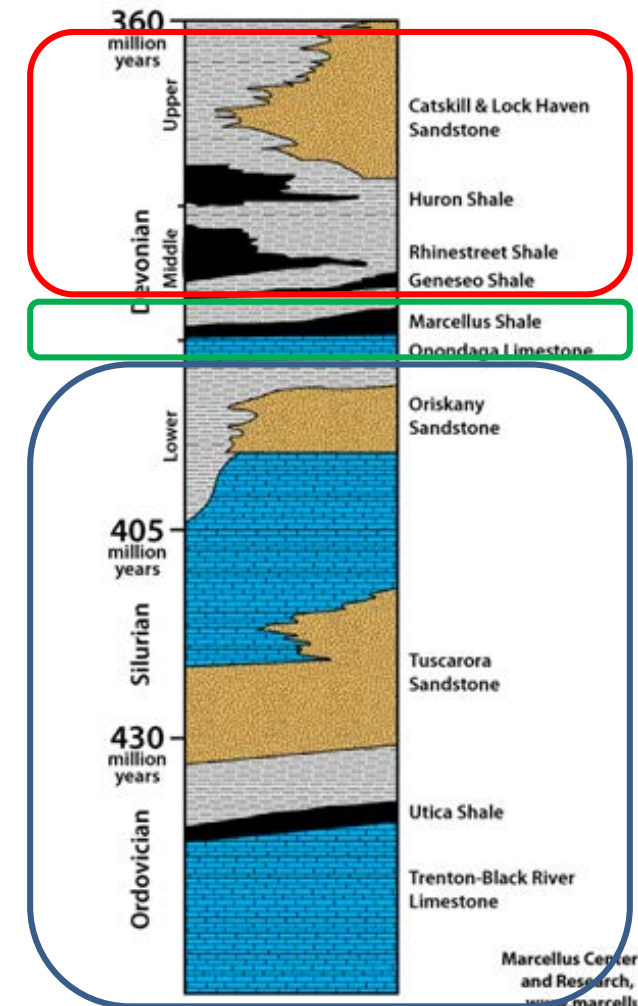 360
million
years
Upper
Catskill & Lock Haven
Sandstone
Huron Shale
Devonian
Middle
Rhinestreet Shale
Geneseo Shale
Marcellus Shale
Onondaga Limestone
Lower
Oriskany
Sandstone
405
million
years
Silurian
Tuscarora
Sandstone
430
million
years
Ordovician
Utica Shale
Trenton-Black River
Limestone
Marcellus Center
and Research,
www.marcell